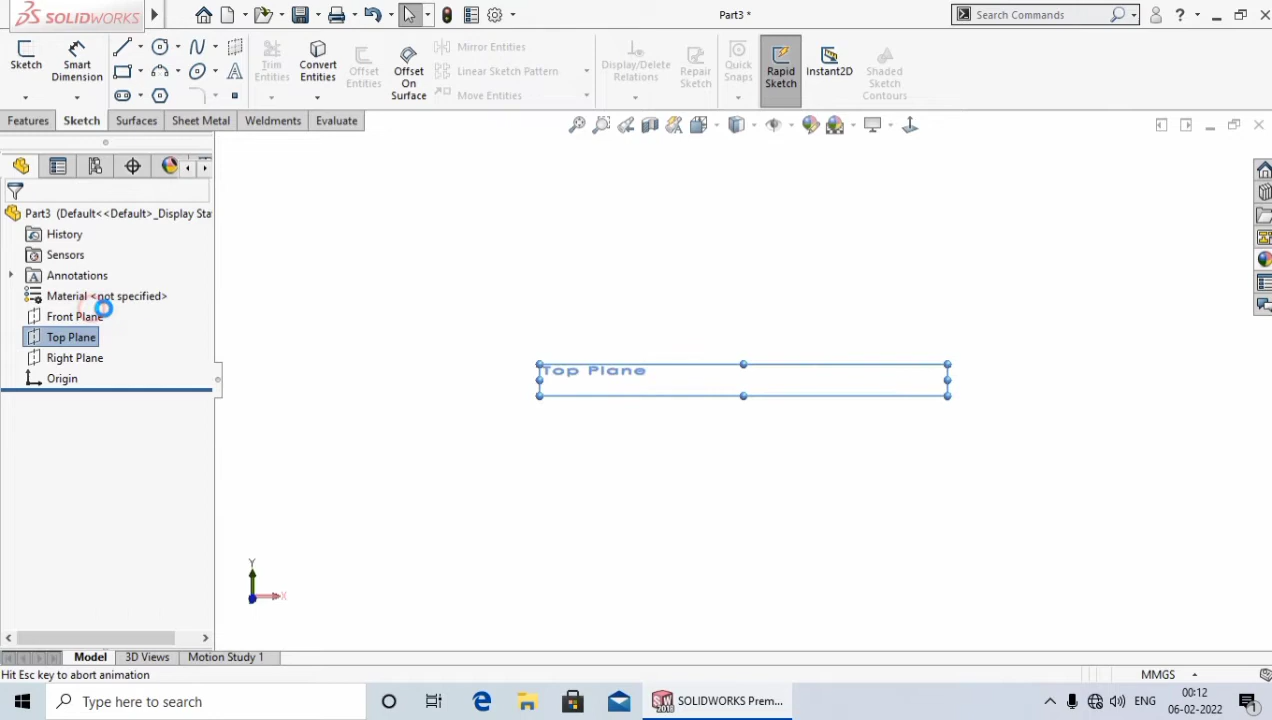 SOLIDWORKS
Part3 *
Search Commands
Sketch
Smart Dimension
Trim Entities
Convert Entities
Offset Entities
Offset On Surface
Mirror Entities
Linear Sketch Pattern
Move Entities
Display/Delete Relations
Repair Sketch
Quick Snaps
Rapid Sketch
Instant2D
Shaded Sketch Contours
Features
Sketch
Surfaces
Sheet Metal
Weldments
Evaluate
Part3 (Default<<Default>_Display Sta
History
Sensors
Annotations
Material <not specified>
Front Plane
Top Plane
Right Plane
Origin
Top Plane
Y
X
Model
3D Views
Motion Study 1
Hit Esc key to abort animation
MMGS
Type here to search
SOLIDWORKS Prem...
ENG
00:12
06-02-2022